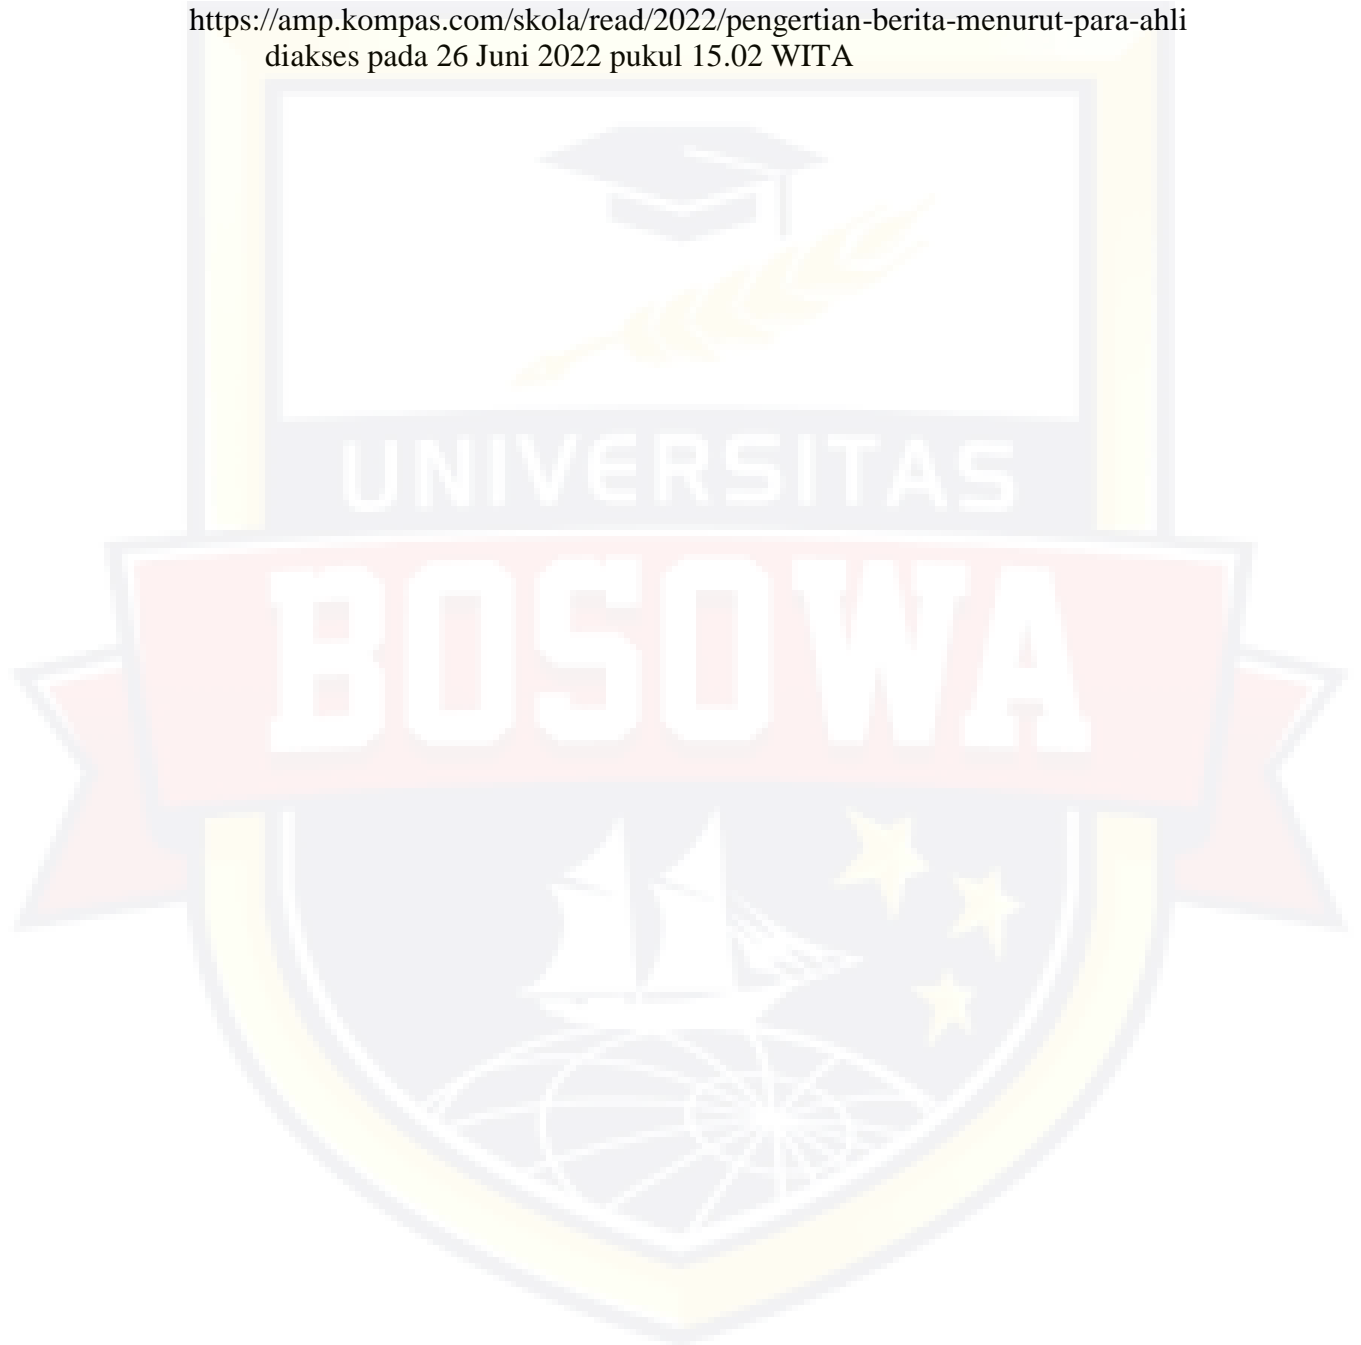 https://amp.kompas.com/skola/read/2022/pengertian-berita-menurut-para-ahli
diakses pada 26 Juni 2022 pukul 15.02 WITA
UNIVERSITAS
BOSOWA